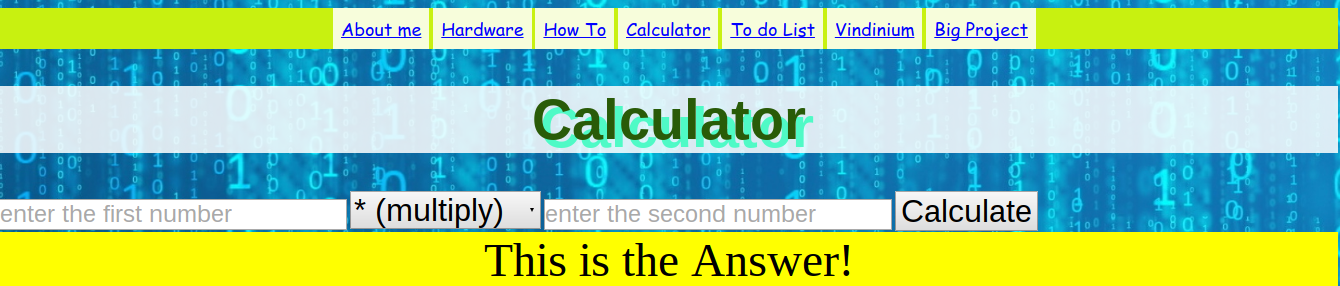 About me Hardware How To Calculator To do List Vindinium Big Project
Calculator
enter the first number * (multiply) enter the second number Calculate
This is the Answer!